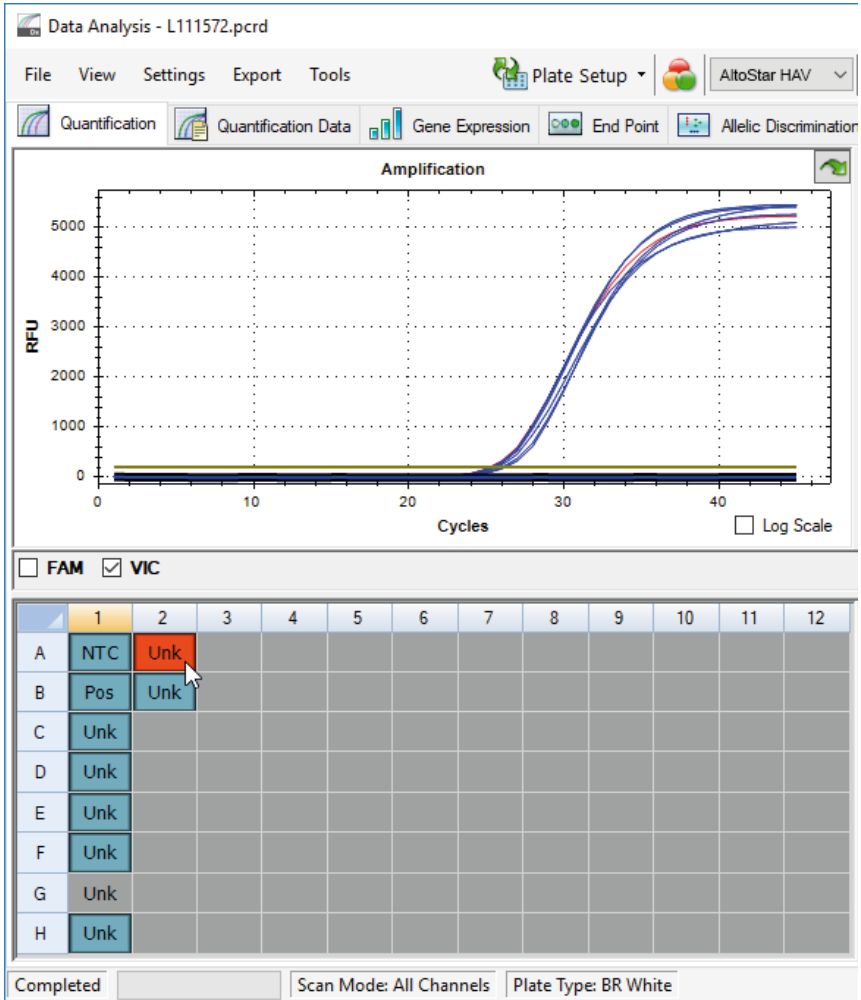 Data Analysis - L111572.pcrd
File View Settings Export Tools Plate Setup AltoStar HAV
Quantification Quantification Data Gene Expression End Point Allelic Discrimination
Amplification
5000
4000
3000
2000
1000
0
RFU
0 10 20 30 40
Cycles
Log Scale
FAM VIC
1 2 3 4 5 6 7 8 9 10 11 12
A NTC Unk
B Pos Unk
C Unk
D Unk
E Unk
F Unk
G Unk
H Unk
Completed Scan Mode: All Channels Plate Type: BR White